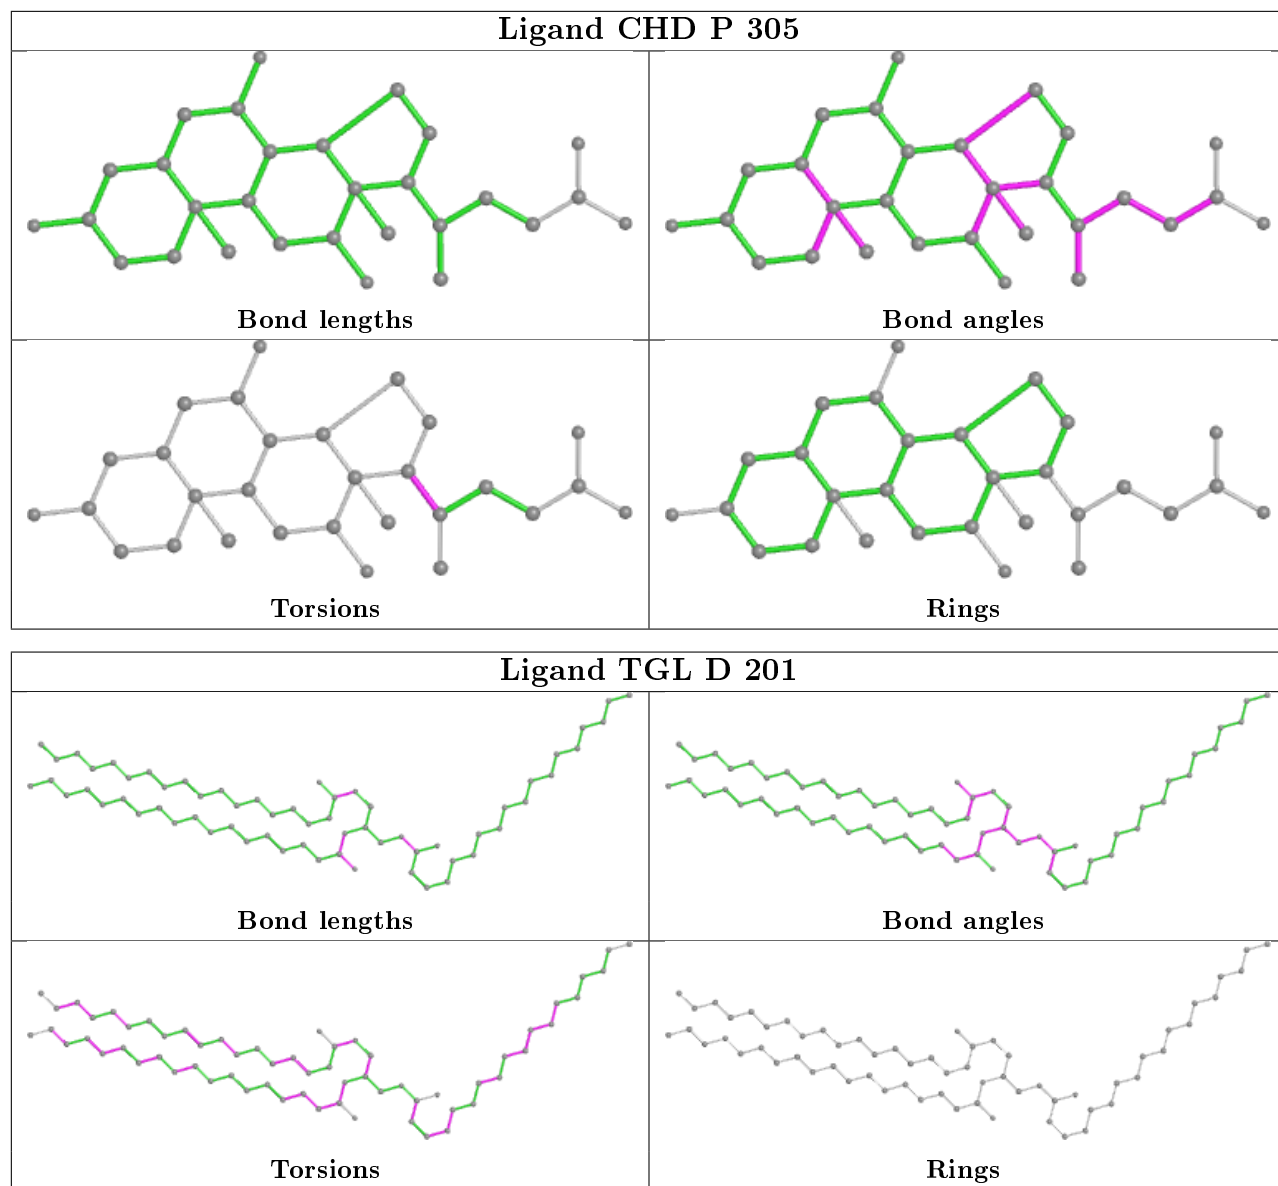 Ligand CHD P 305
Bond lengths
Bond angles
Torsions
Rings
Ligand TGL D 201
Bond lengths
Bond angles
Torsions
Rings